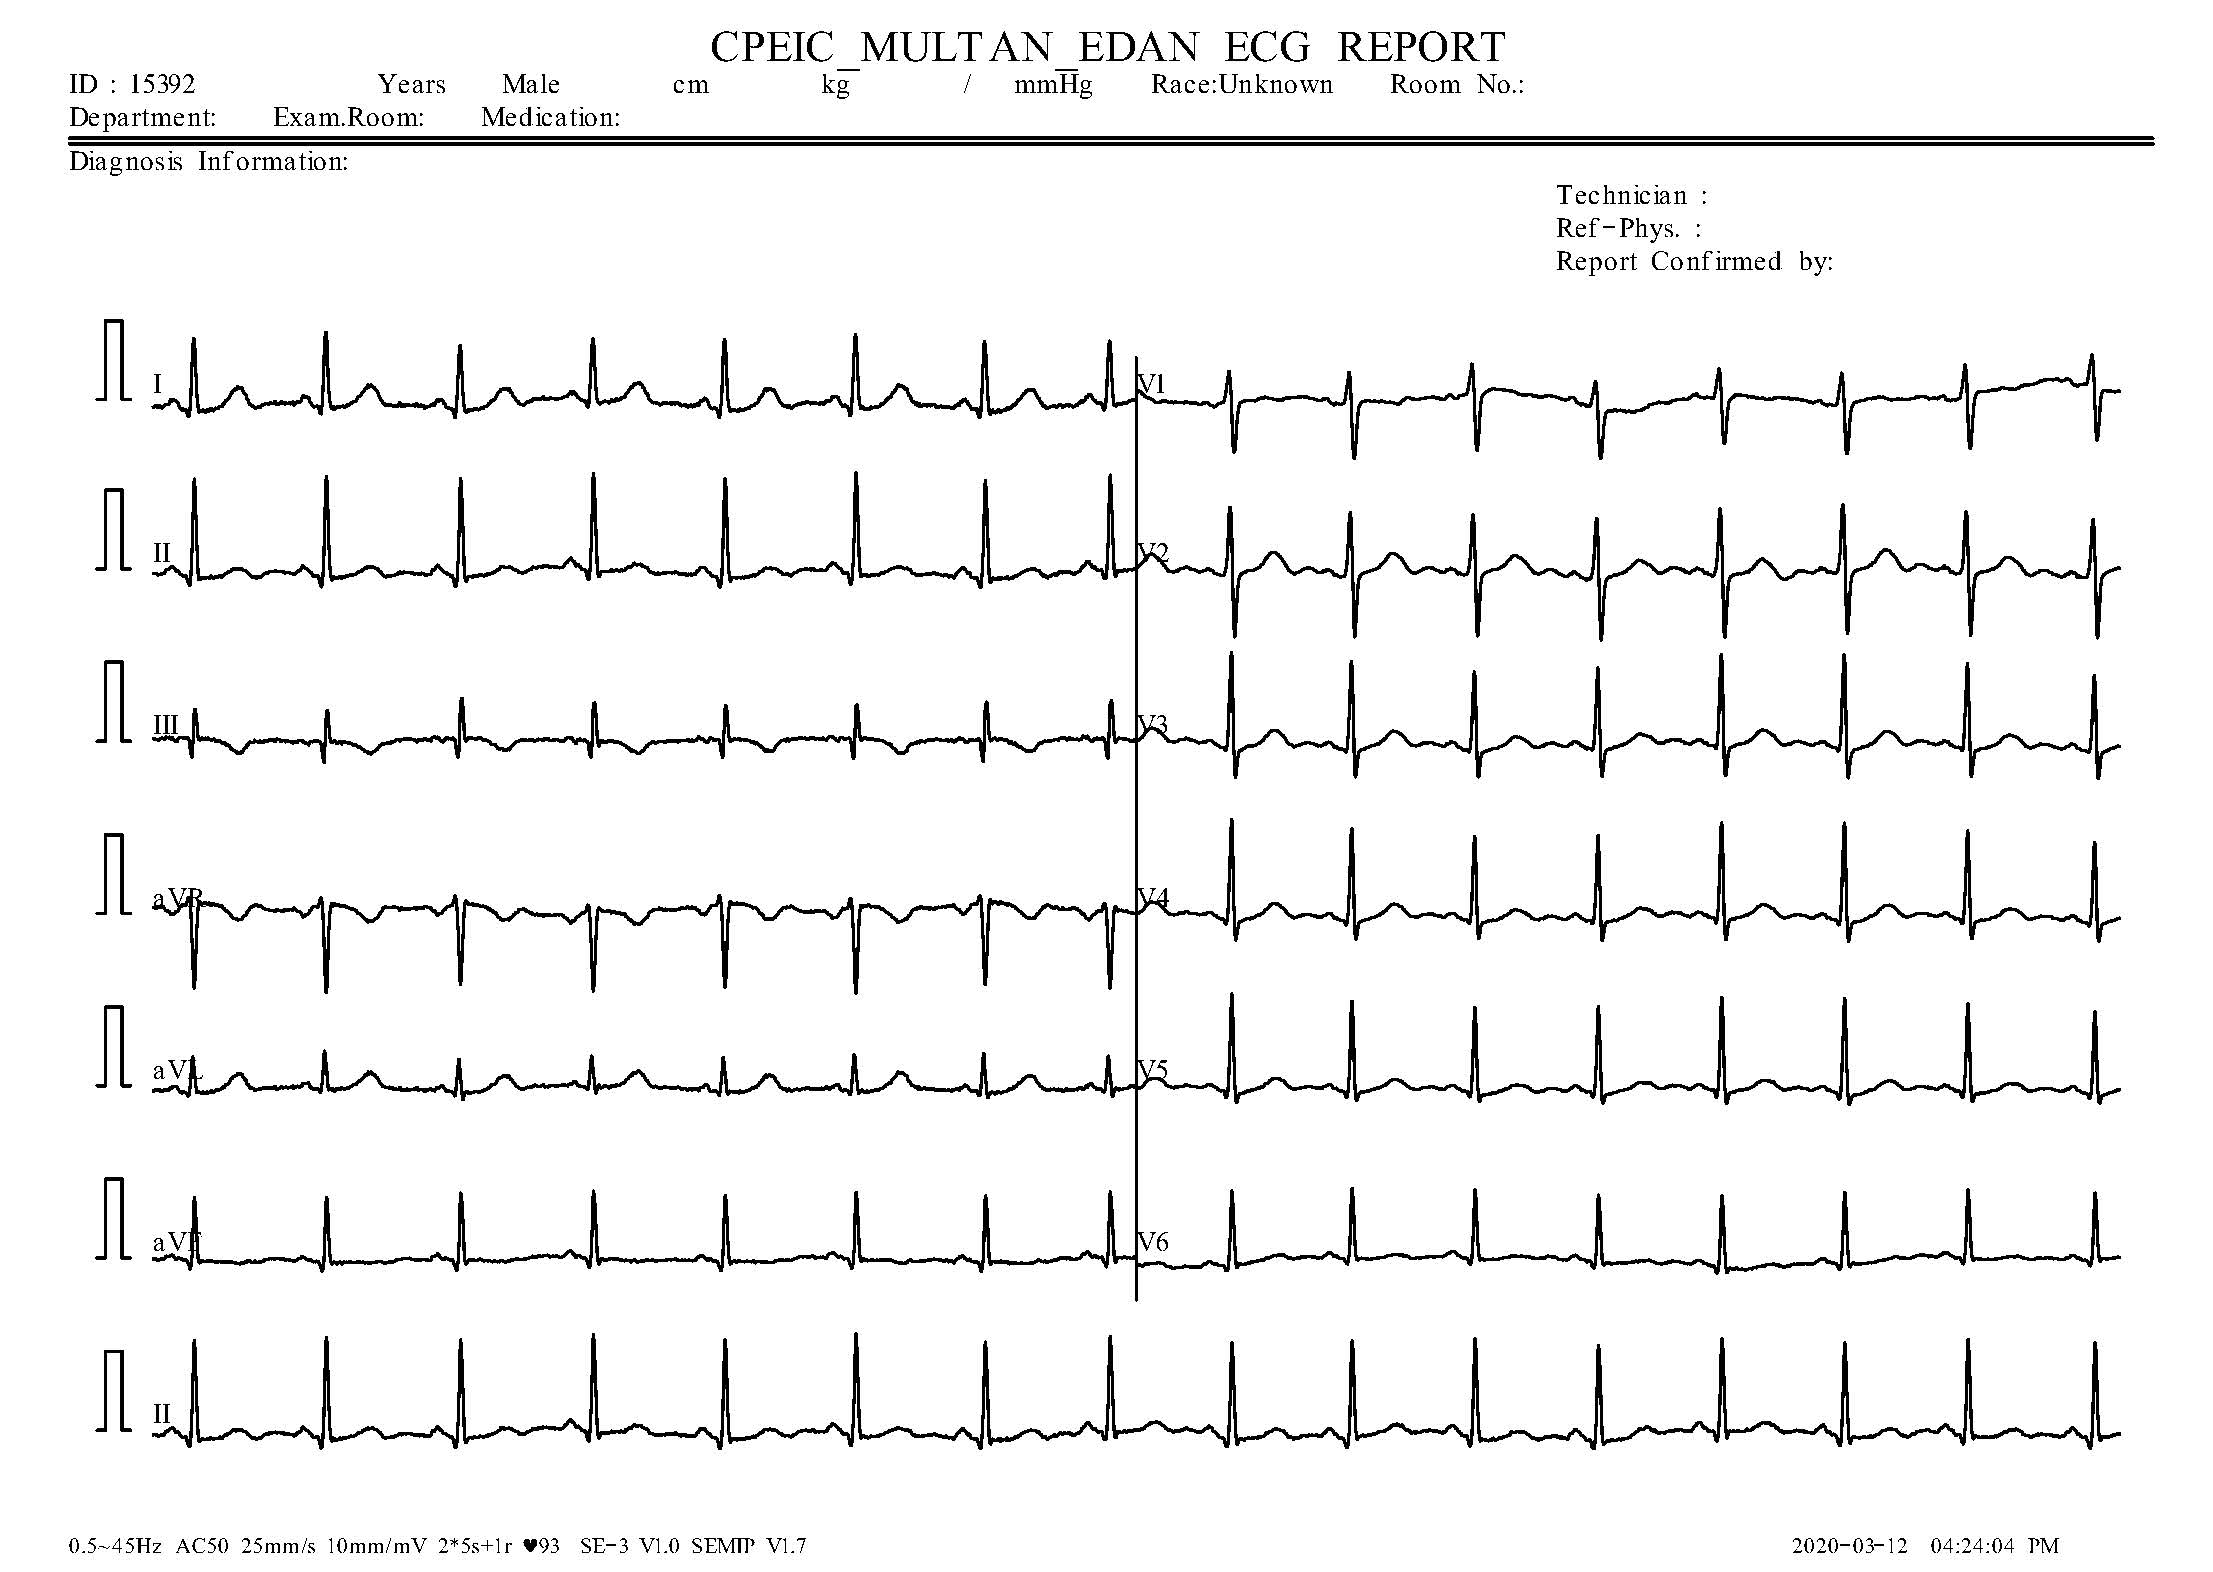 CPEIC_MULTAN_EDAN ECG REPORT
ID : 15392 Years Male cm kg / mmHg Race:Unknown Room No.:
Department: Exam.Room: Medication:
Diagnosis Information:
Technician :
Ref-Phys. :
Report Confirmed by:
I V1
II V2
III V3
aVR V4
aVL V5
aVF V6
II
0.5~45Hz AC50 25mm/s 10mm/mV 2*5s+1r ♥93 SE-3 V1.0 SEMIP V1.7 2020-03-12 04:24:04 PM